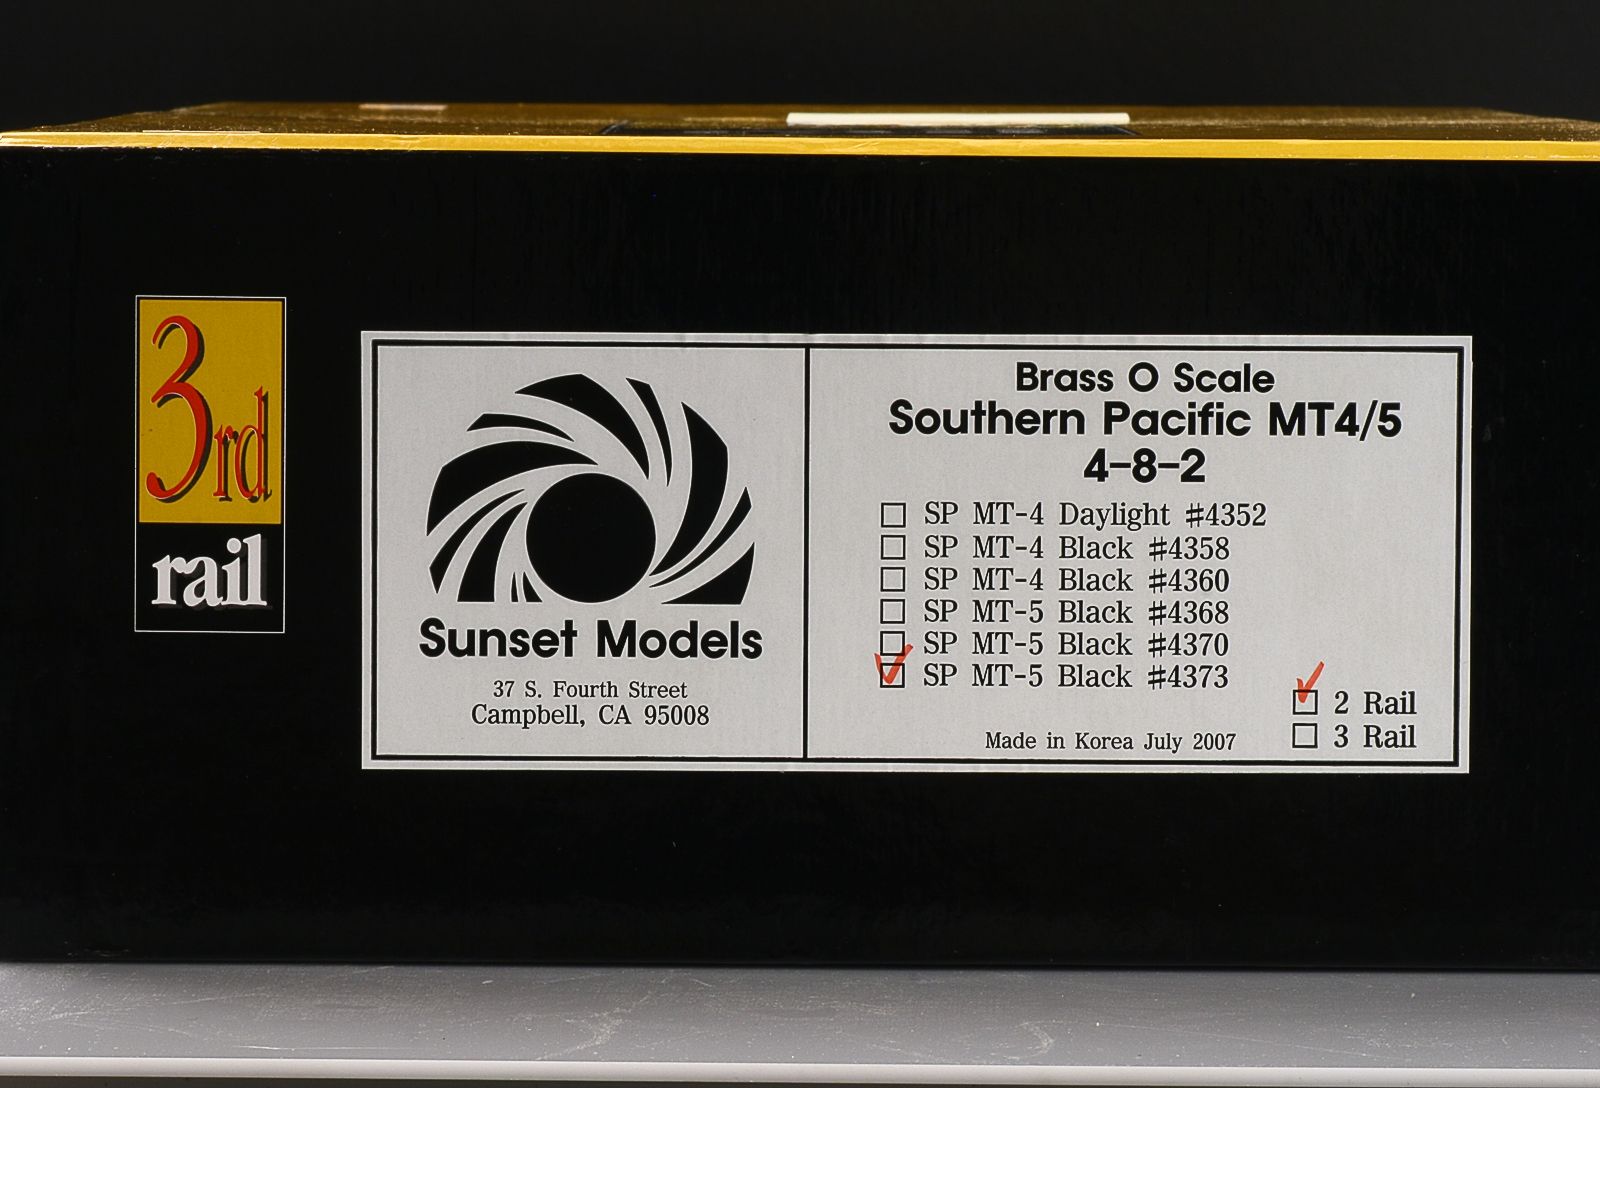 3rd
rail
Sunset Models
37 S. Fourth Street
Campbell, CA 95008
Brass O Scale
Southern Pacific MT4/5
4-8-2
SP MT-4 Daylight #4352
SP MT-4 Black #4358
SP MT-4 Black #4360
SP MT-5 Black #4368
SP MT-5 Black #4370
SP MT-5 Black #4373
2 Rail
3 Rail
Made in Korea July 2007